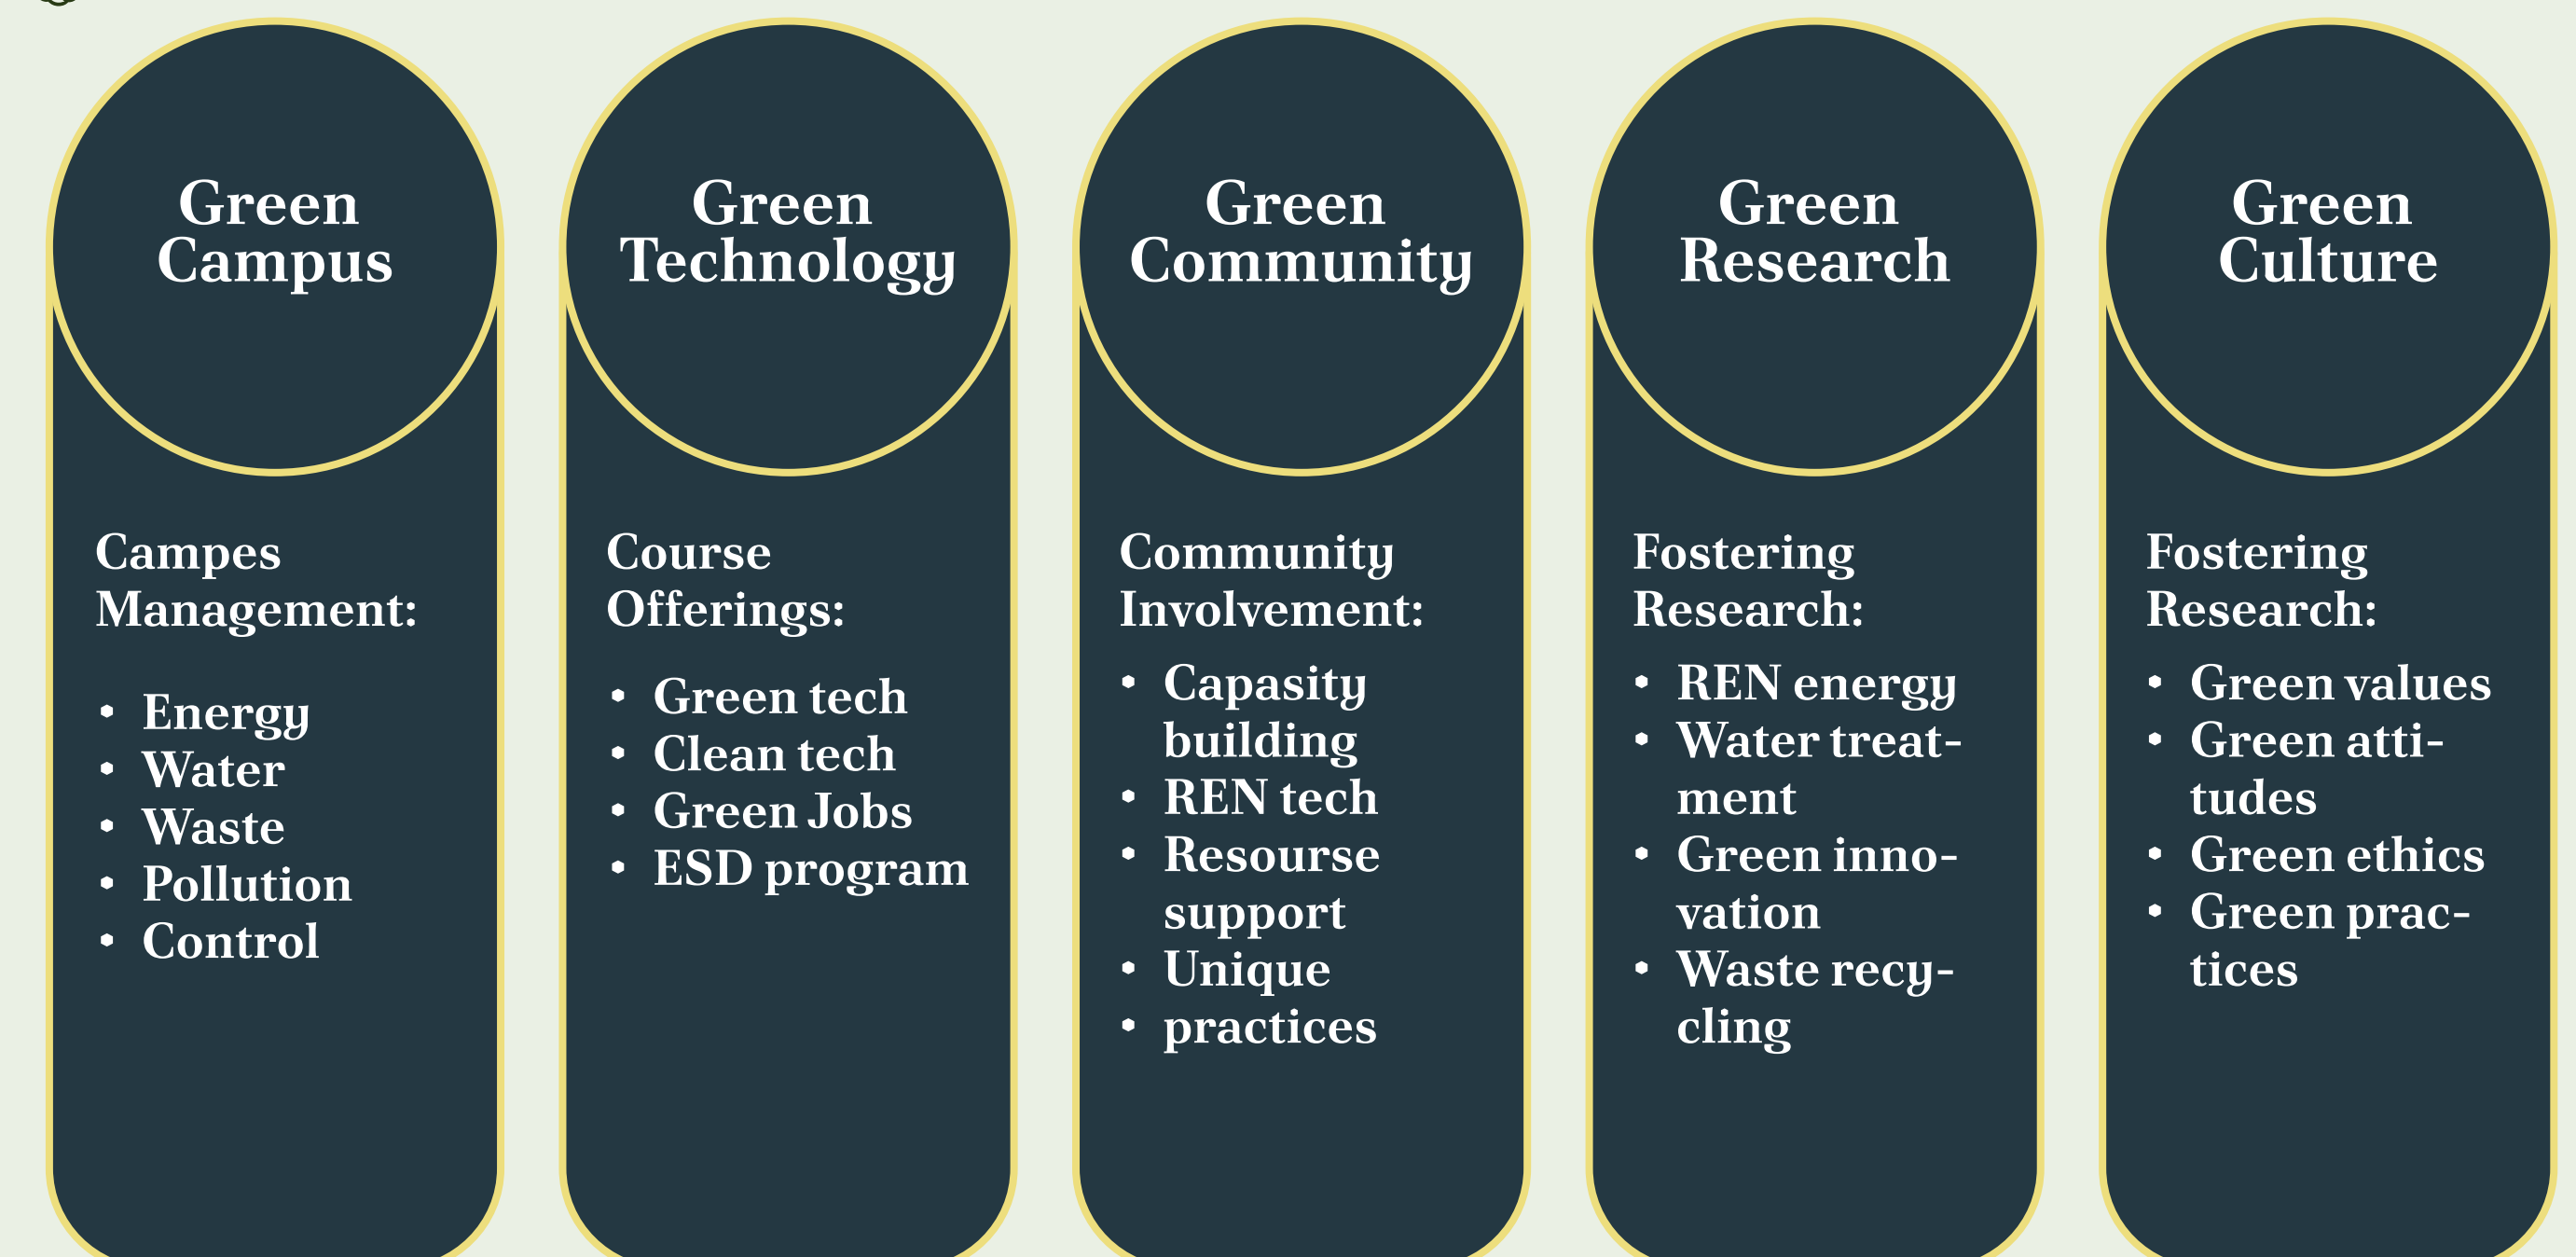 Green
Campus
Campes
Management:
• Energy
• Water
• Waste
• Pollution
• Control
Green
Technology
Course
Offerings:
• Green tech
• Clean tech
• Green Jobs
• ESD program
Green
Community
Community
Involvement:
• Capasity
building
• REN tech
• Resourse
support
• Unique
• practices
Green
Research
Fostering
Research:
• REN energy
• Water treat-
ment
• Green inno-
vation
• Waste recy-
cling
Green
Culture
Fostering
Research:
• Green values
• Green atti-
tudes
• Green ethics
• Green prac-
tices